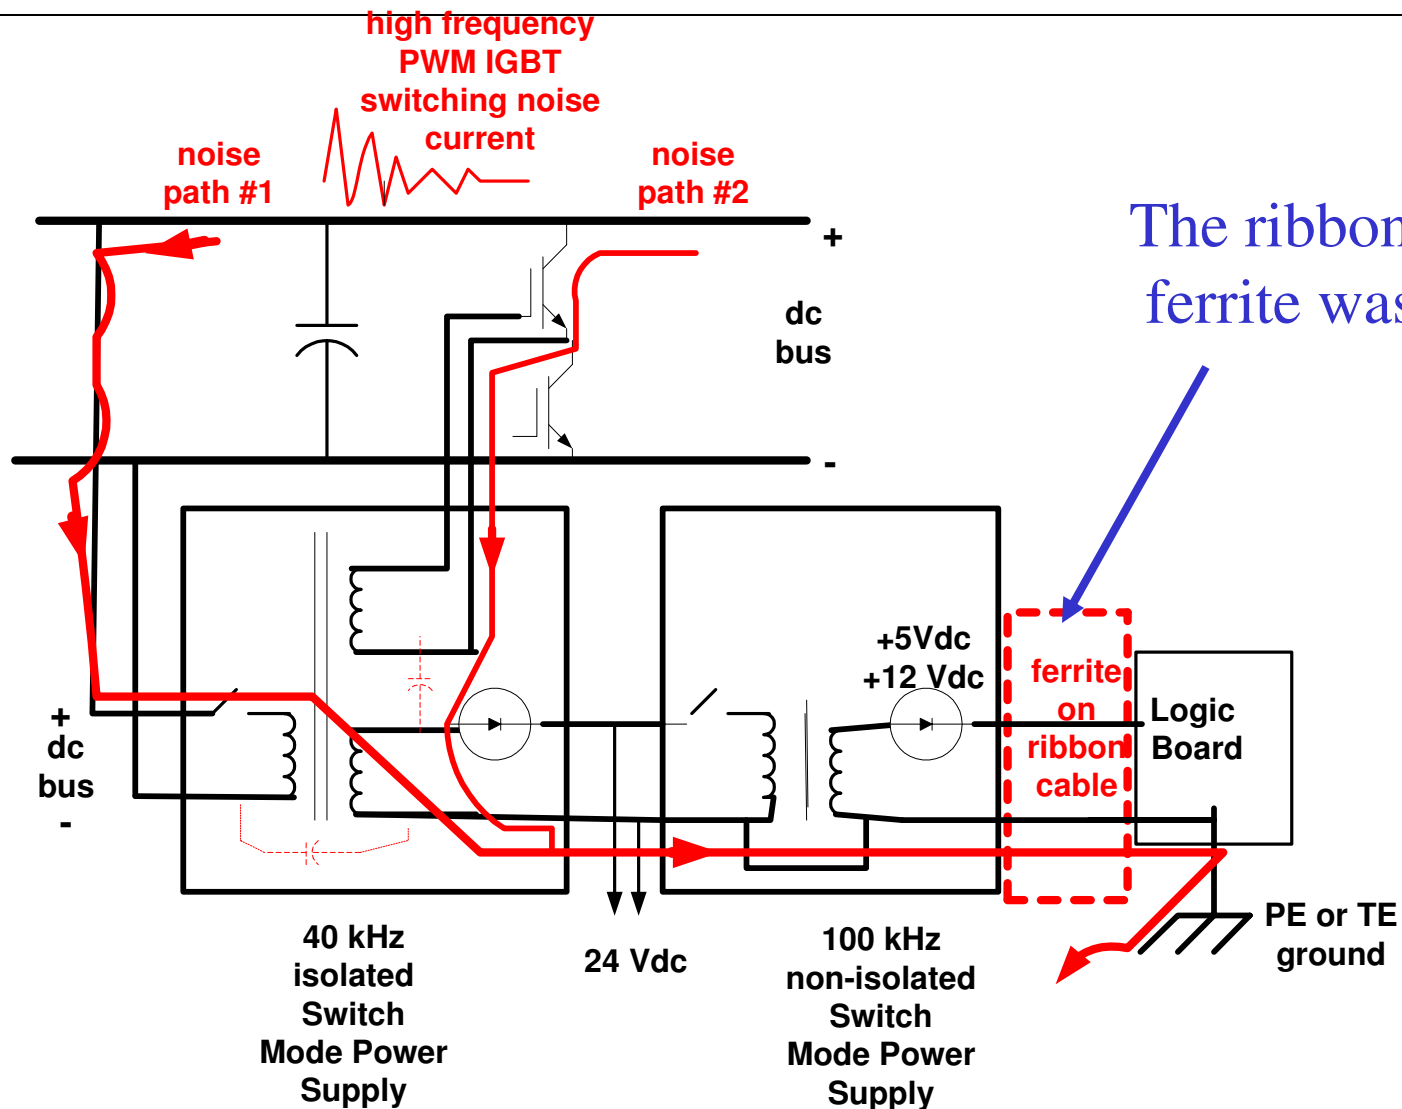 high frequency
PWM IGBT
switching noise
current
noise
path #1
noise
path #2
+
dc
bus
-
The ribbon
ferrite was
+5Vdc
+12 Vdc
ferrite
on
ribbon
cable
Logic
Board
+
dc
bus
-
24 Vdc
PE or TE
ground
40 kHz
isolated
Switch
Mode Power
Supply
100 kHz
non-isolated
Switch
Mode Power
Supply